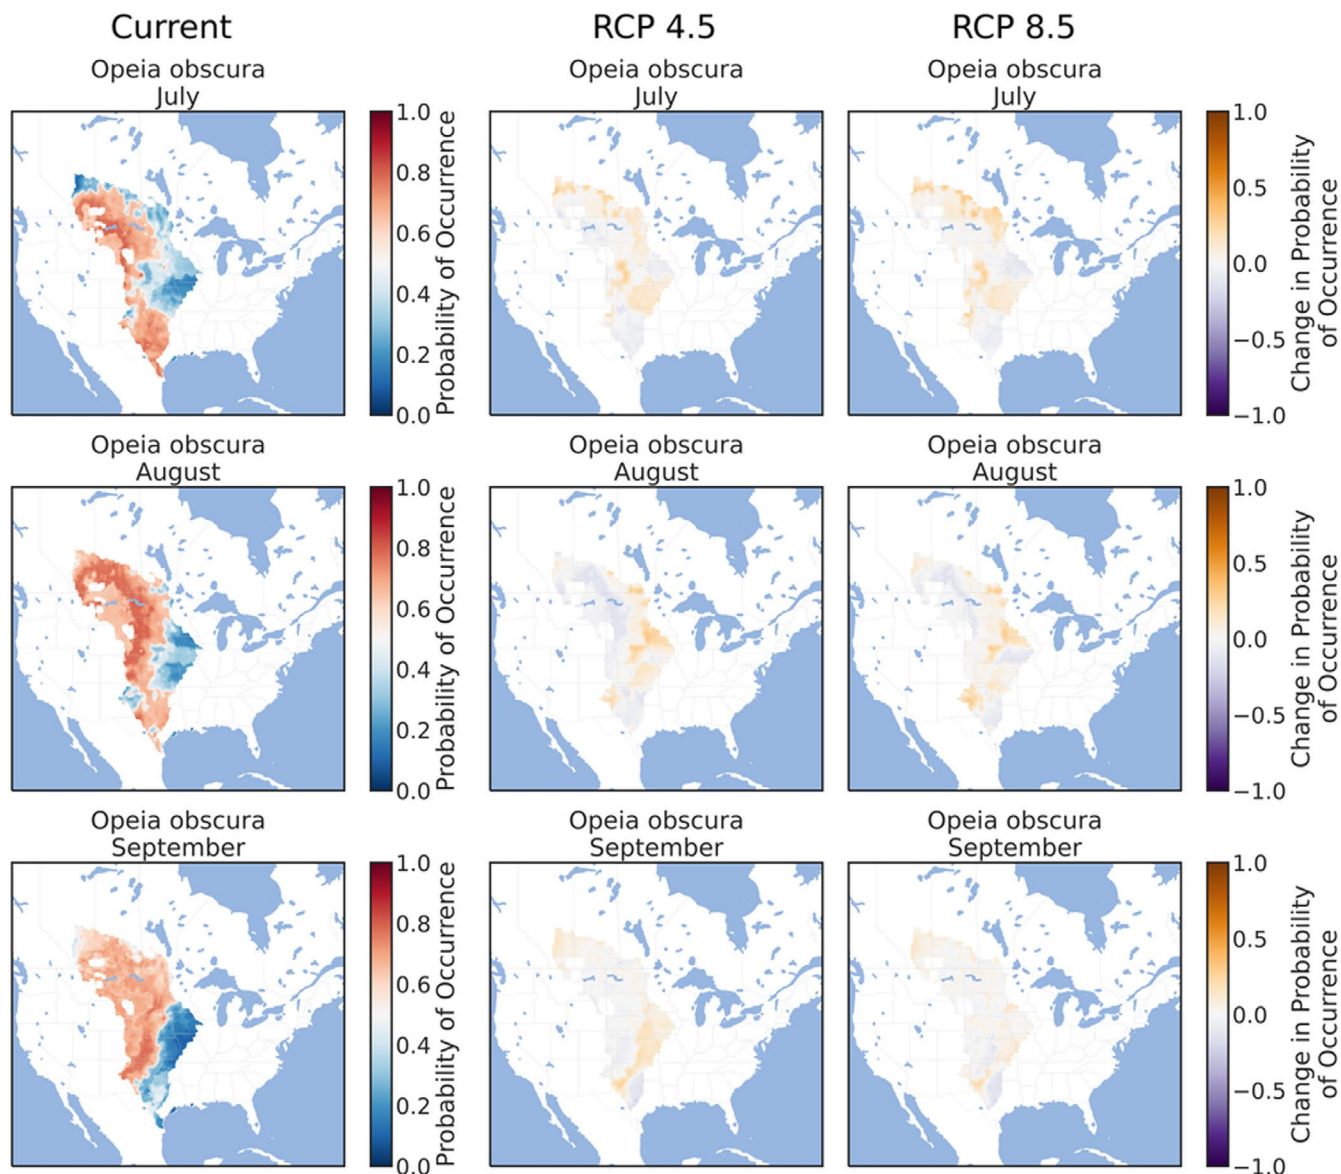 Current
RCP 4.5
RCP 8.5
Opeia obscura
July
Opeia obscura
July
Opeia obscura
July
1.0
0.8
0.6
0.4
0.2
0.0
Probability of Occurrence
1.0
0.5
0.0
−0.5
−1.0
Change in Probability
of Occurrence
Opeia obscura
August
Opeia obscura
August
Opeia obscura
August
1.0
0.8
0.6
0.4
0.2
0.0
Probability of Occurrence
1.0
0.5
0.0
−0.5
−1.0
Change in Probability
of Occurrence
Opeia obscura
September
Opeia obscura
September
Opeia obscura
September
1.0
0.8
0.6
0.4
0.2
0.0
Probability of Occurrence
1.0
0.5
0.0
−0.5
−1.0
Change in Probability
of Occurrence